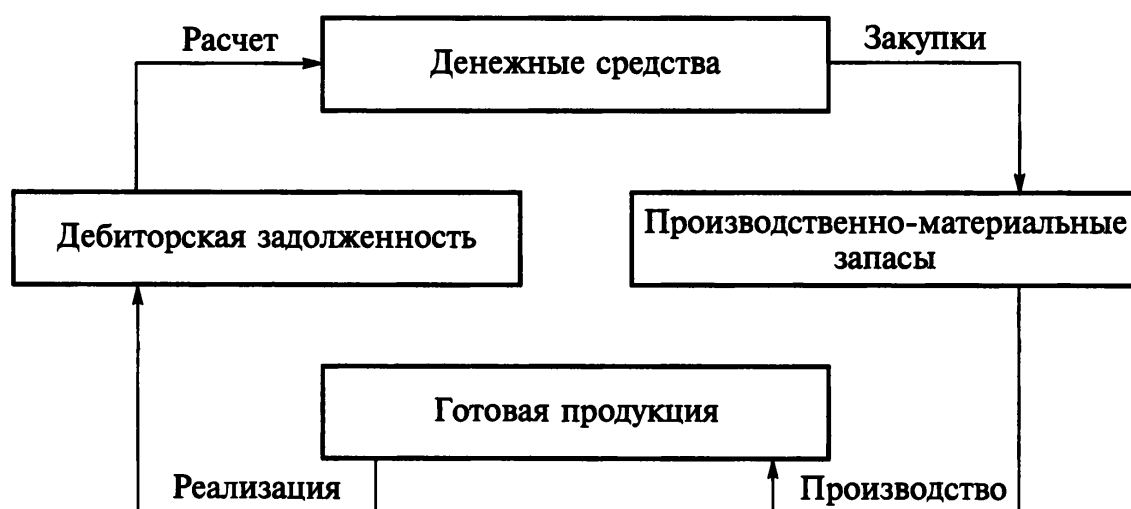 Расчет
Денежные средства
Закупки
Дебиторская задолженность
Производственно-материальные
запасы
Готовая продукция
Реализация
Производство